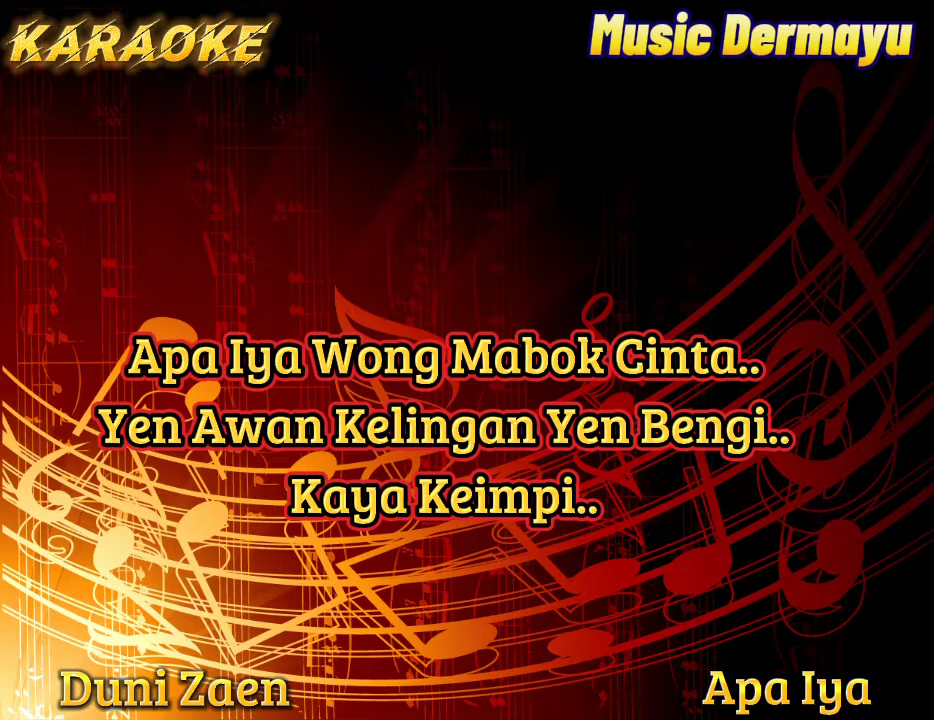 KARAOKE
Music Dermayu
Apa Iya Wong Mabok Cinta..
Yen Awan Kelingan Yen Bengi..
Kaya Keimpi..
Duni Zaen
Apa Iya